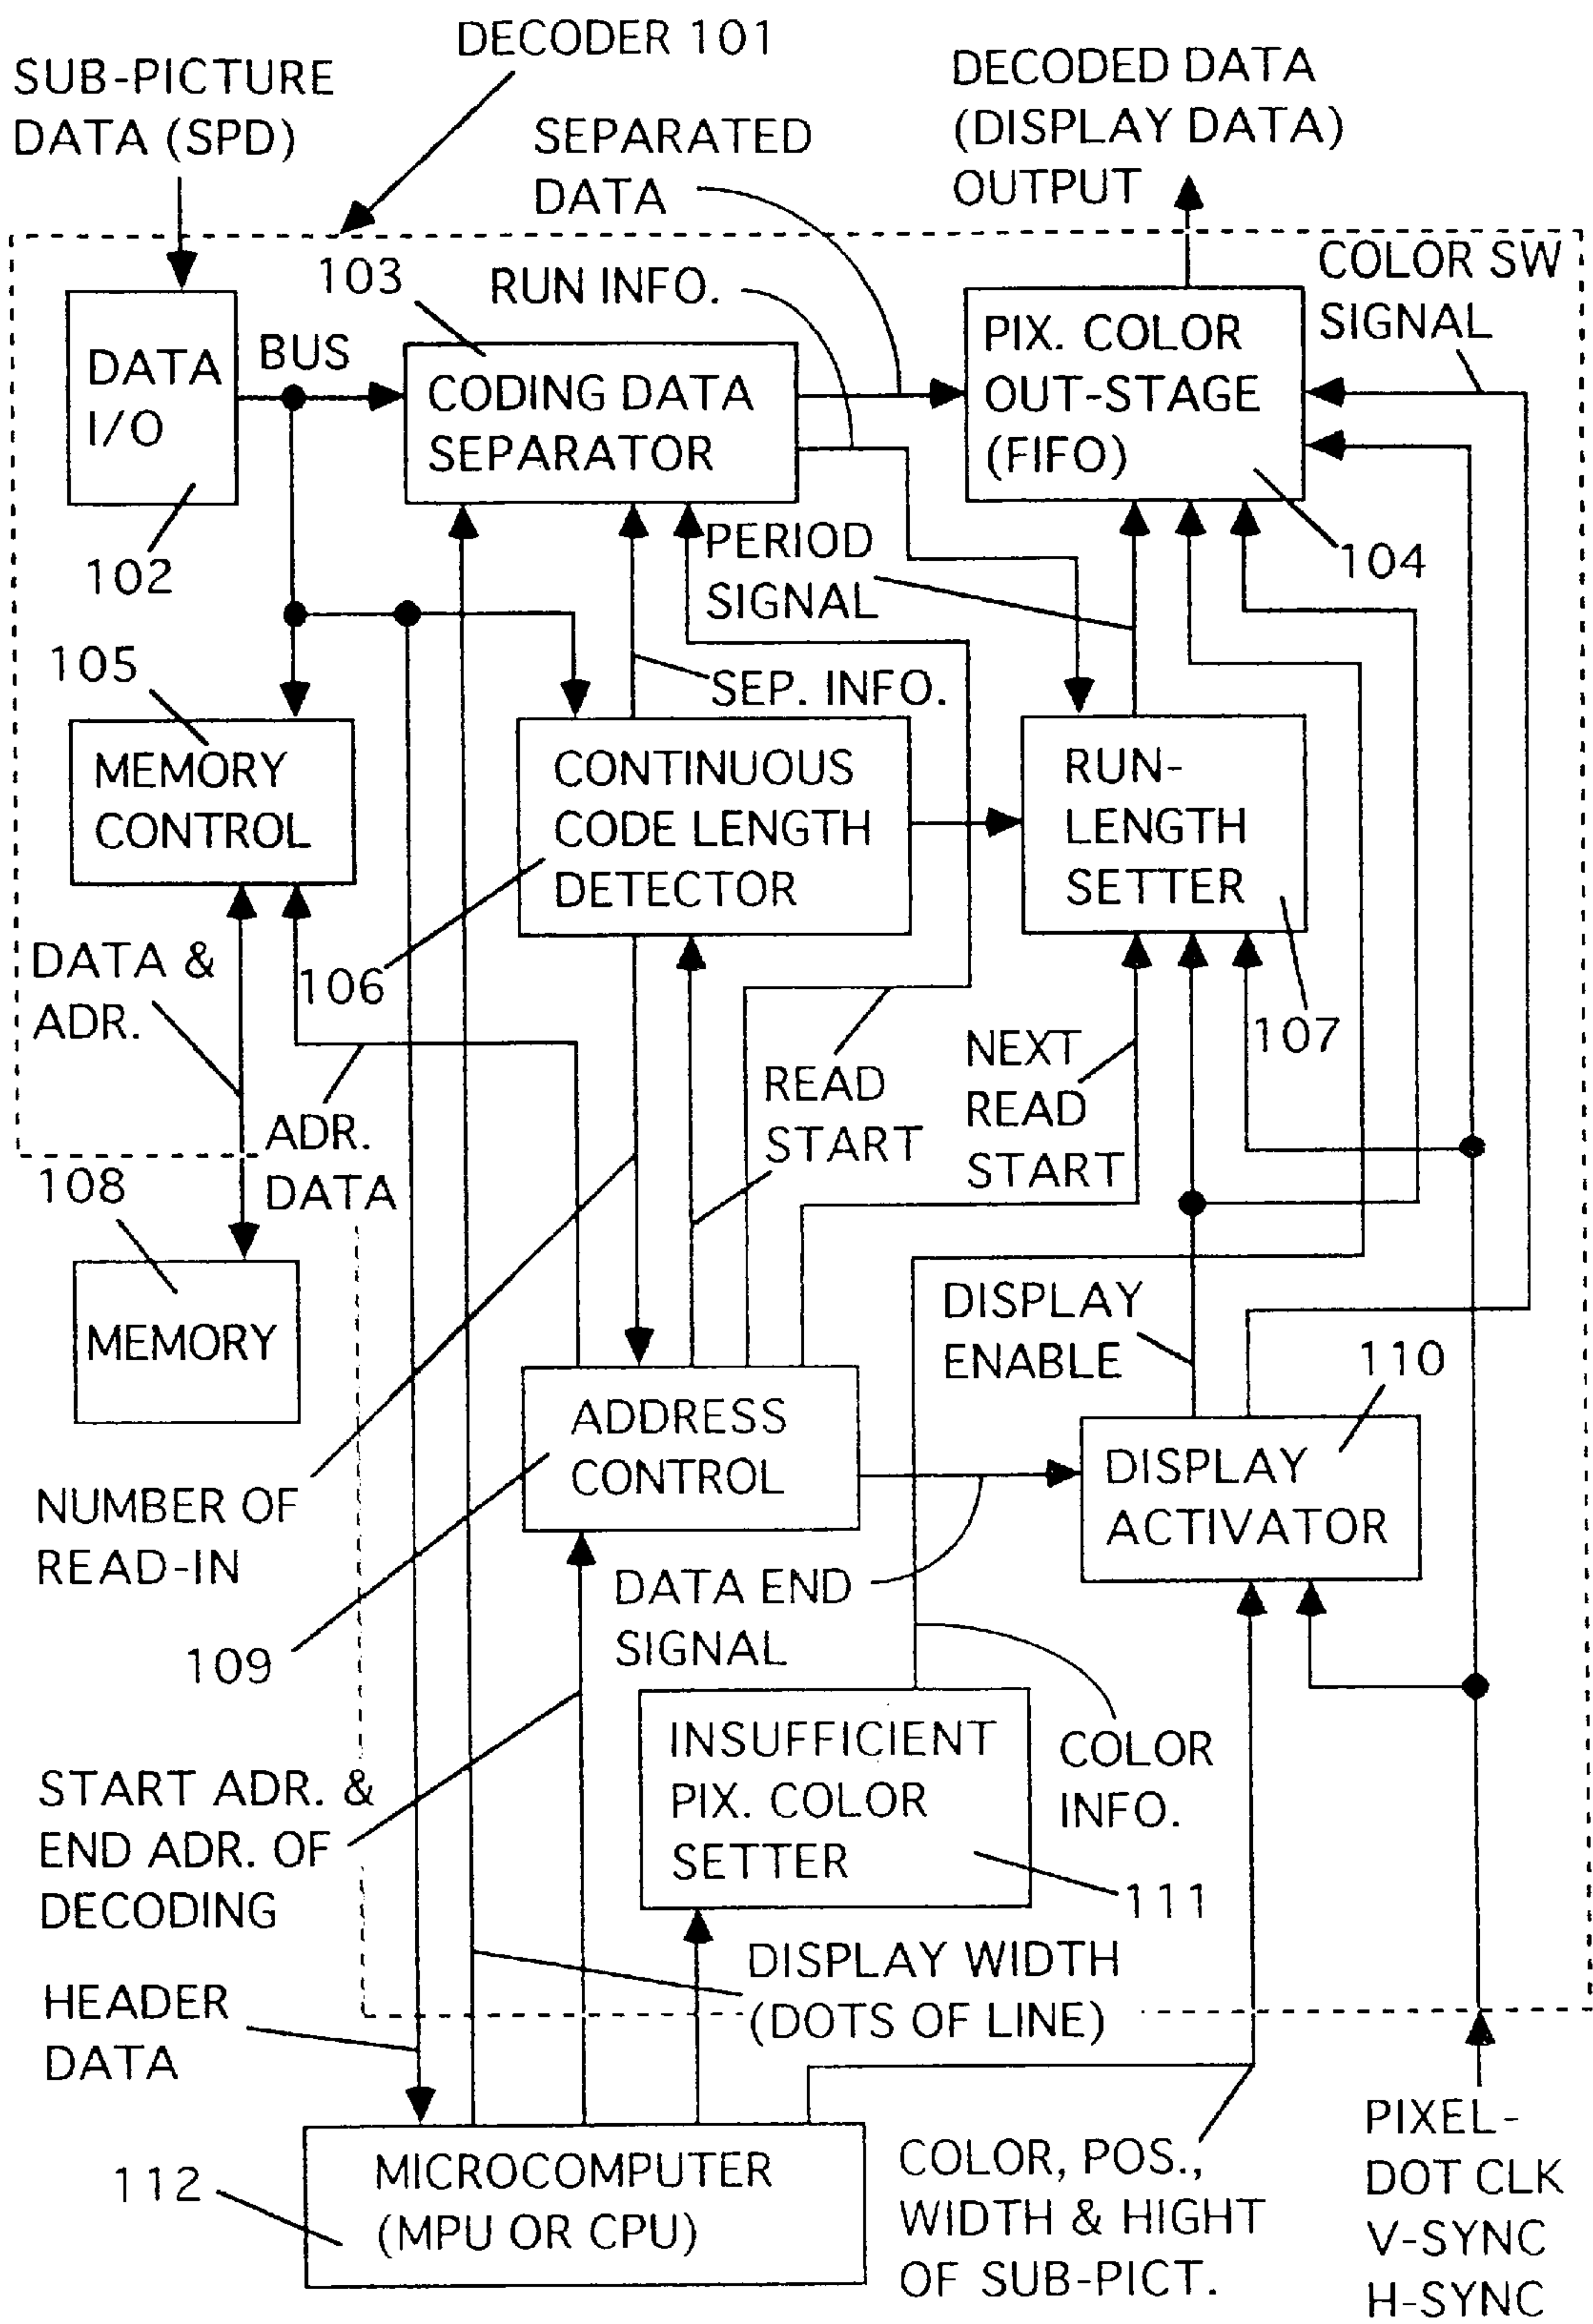 DECODER 101
SUB-PICTURE
DATA (SPD)
SEPARATED
DATA
DECODED DATA
(DISPLAY DATA)
OUTPUT
COLOR SW
SIGNAL
103
RUN INFO.
DATA
I/O
BUS
CODING DATA
SEPARATOR
PIX. COLOR
OUT-STAGE
(FIFO)
102
PERIOD
SIGNAL
104
105
SEP. INFO.
MEMORY
CONTROL
CONTINUOUS
CODE LENGTH
DETECTOR
RUN-
LENGTH
SETTER
DATA &
ADR.
106
107
ADR.
DATA
READ
START
NEXT
READ
START
108
MEMORY
DISPLAY
ENABLE
110
ADDRESS
CONTROL
DISPLAY
ACTIVATOR
NUMBER OF
READ-IN
109
DATA END
SIGNAL
INSUFFICIENT
PIX. COLOR
SETTER
COLOR
INFO.
111
START ADR. &
END ADR. OF
DECODING
DISPLAY WIDTH
(DOTS OF LINE)
HEADER
DATA
112
MICROCOMPUTER
(MPU OR CPU)
COLOR, POS.,
WIDTH & HIGHT
OF SUB-PICT.
PIXEL-
DOT CLK
V-SYNC
H-SYNC